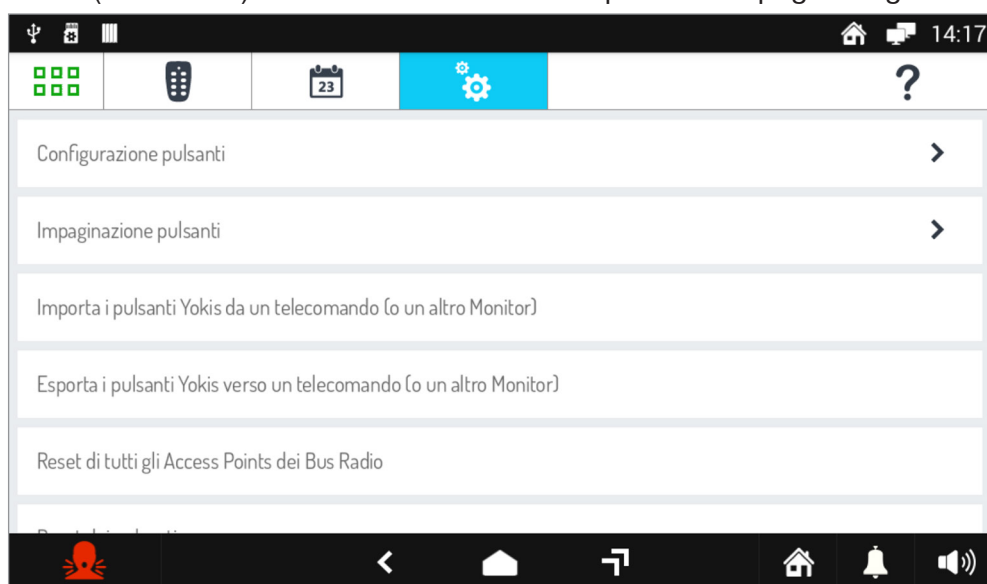 14:17
23
?
Configurazione pulsanti
Impaginazione pulsanti
Importa i pulsanti Yokis da un telecomando (o un altro Monitor)
Esporta i pulsanti Yokis verso un telecomando (o un altro Monitor)
Reset di tutti gli Access Points dei Bus Radio